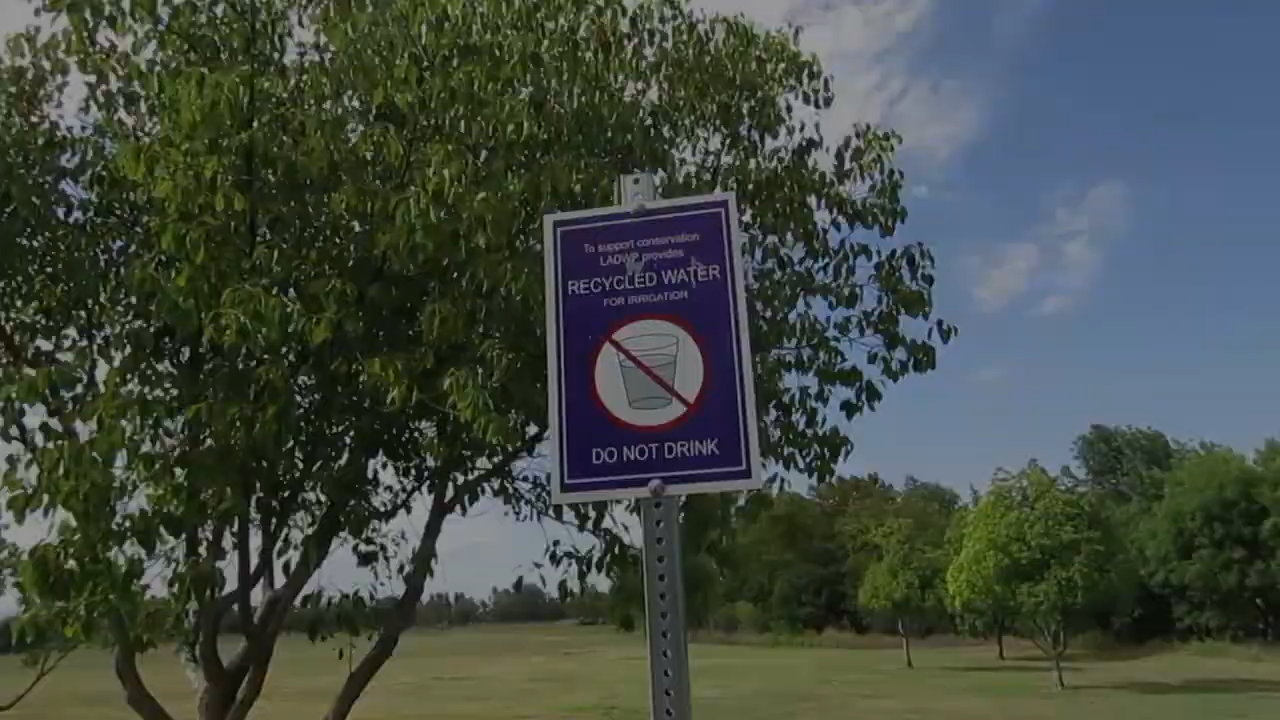 To support conservation
LADWP provides
RECYCLED WATER
FOR IRRIGATION
DO NOT DRINK